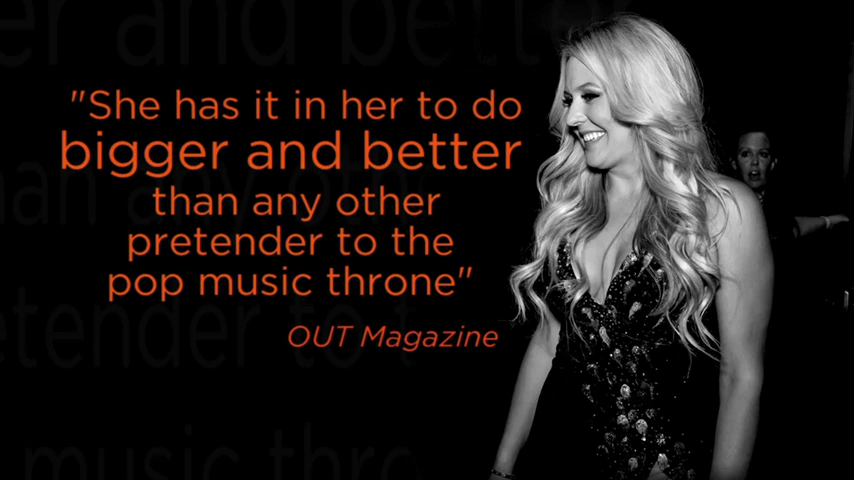 "She has it in her to do
bigger and better
than any other
pretender to the
pop music throne"
OUT Magazine